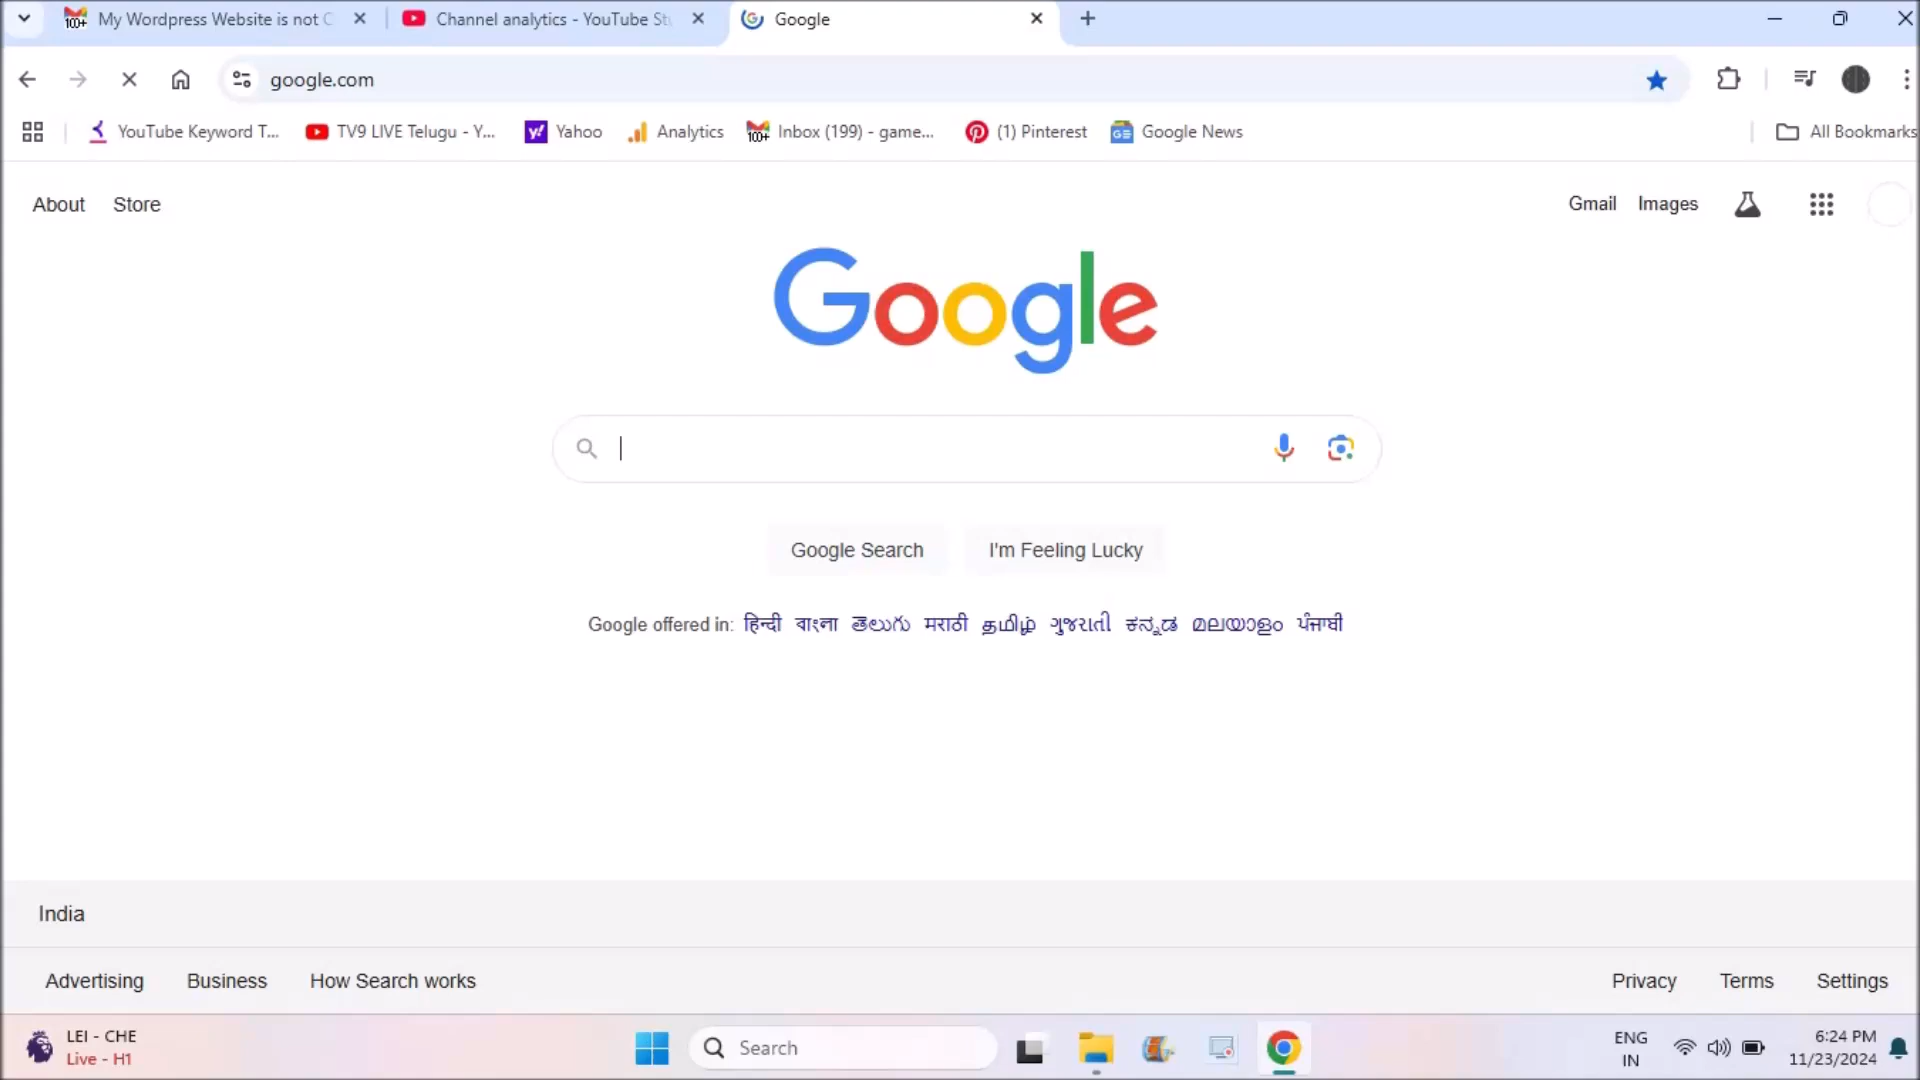 My Wordpress Website is not C
Channel analytics - YouTube Stu
Google
google.com
YouTube Keyword T...
TV9 LIVE Telugu - Y...
Yahoo
Analytics
Inbox (199) - game...
(1) Pinterest
Google News
All Bookmarks
About
Store
Gmail
Images
Google
Google Search
I'm Feeling Lucky
Google offered in: हिन्दी বাংলা తెలుగు मराठी தமிழ் ગુજરાતી ಕನ್ನಡ മലയാളം ਪੰਜਾਬੀ
India
Advertising
Business
How Search works
Privacy
Terms
Settings
LEI - CHE
Live - H1
Search
ENG
IN
6:24 PM
11/23/2024